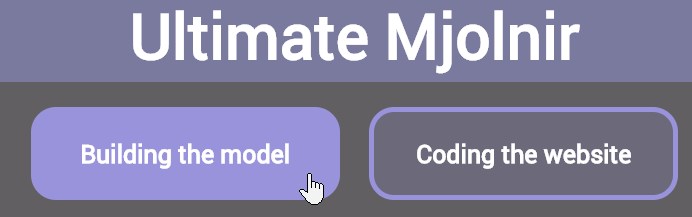 Ultimate Mjolnir
Building the model
Coding the website